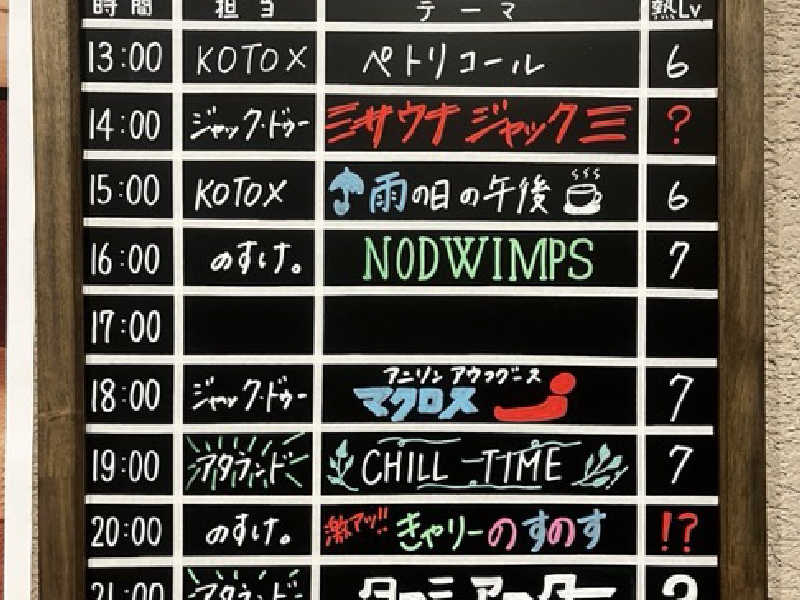 時間 担当 テーマ 熱Lv
13:00 KOTOX ペトリコール 6
14:00 ジャック・ドゥー 三サウナジャック三 ?
15:00 KOTOX 雨の日の午後 6
16:00 のすけ。 NODWIMPS 7
17:00
18:00 ジャック・ドゥー アニソンアウフグース マクロス 7
19:00 アタランド CHILL TIME 7
20:00 のすけ。 激アツ!! きゃりーのすのす !?
21:00 アタランド